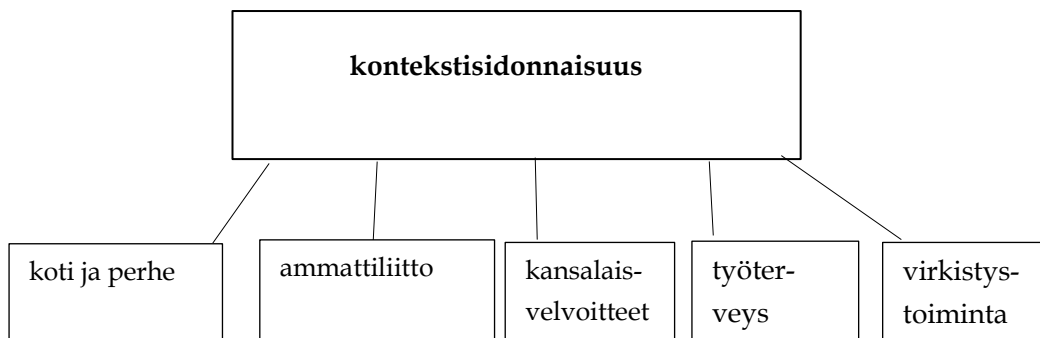 kontekstisidonnaisuus
koti ja perhe
ammattiliitto
kansalais-
velvoitteet
työter-
veys
virkistys-
toiminta